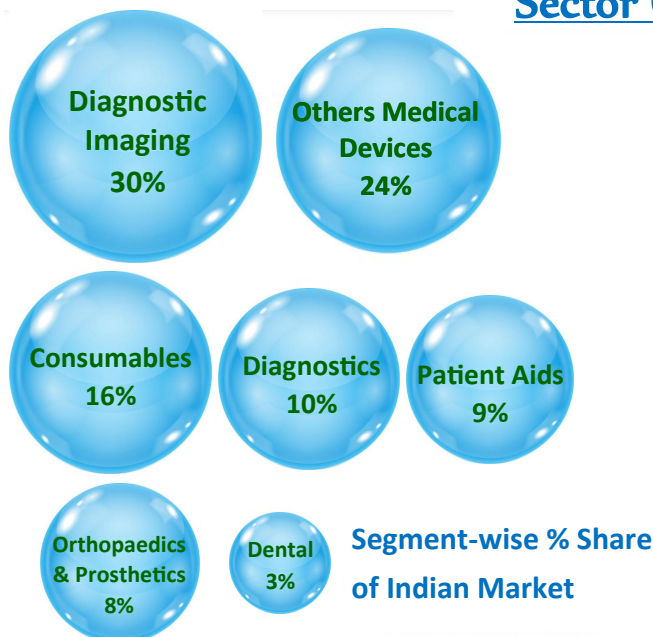 Sector
Diagnostic
Imaging
30%
Others Medical
Devices
24%
Consumables
16%
Diagnostics
10%
Patient Aids
9%
Orthopaedics
& Prosthetics
8%
Dental
3%
Segment-wise % Share
of Indian Market